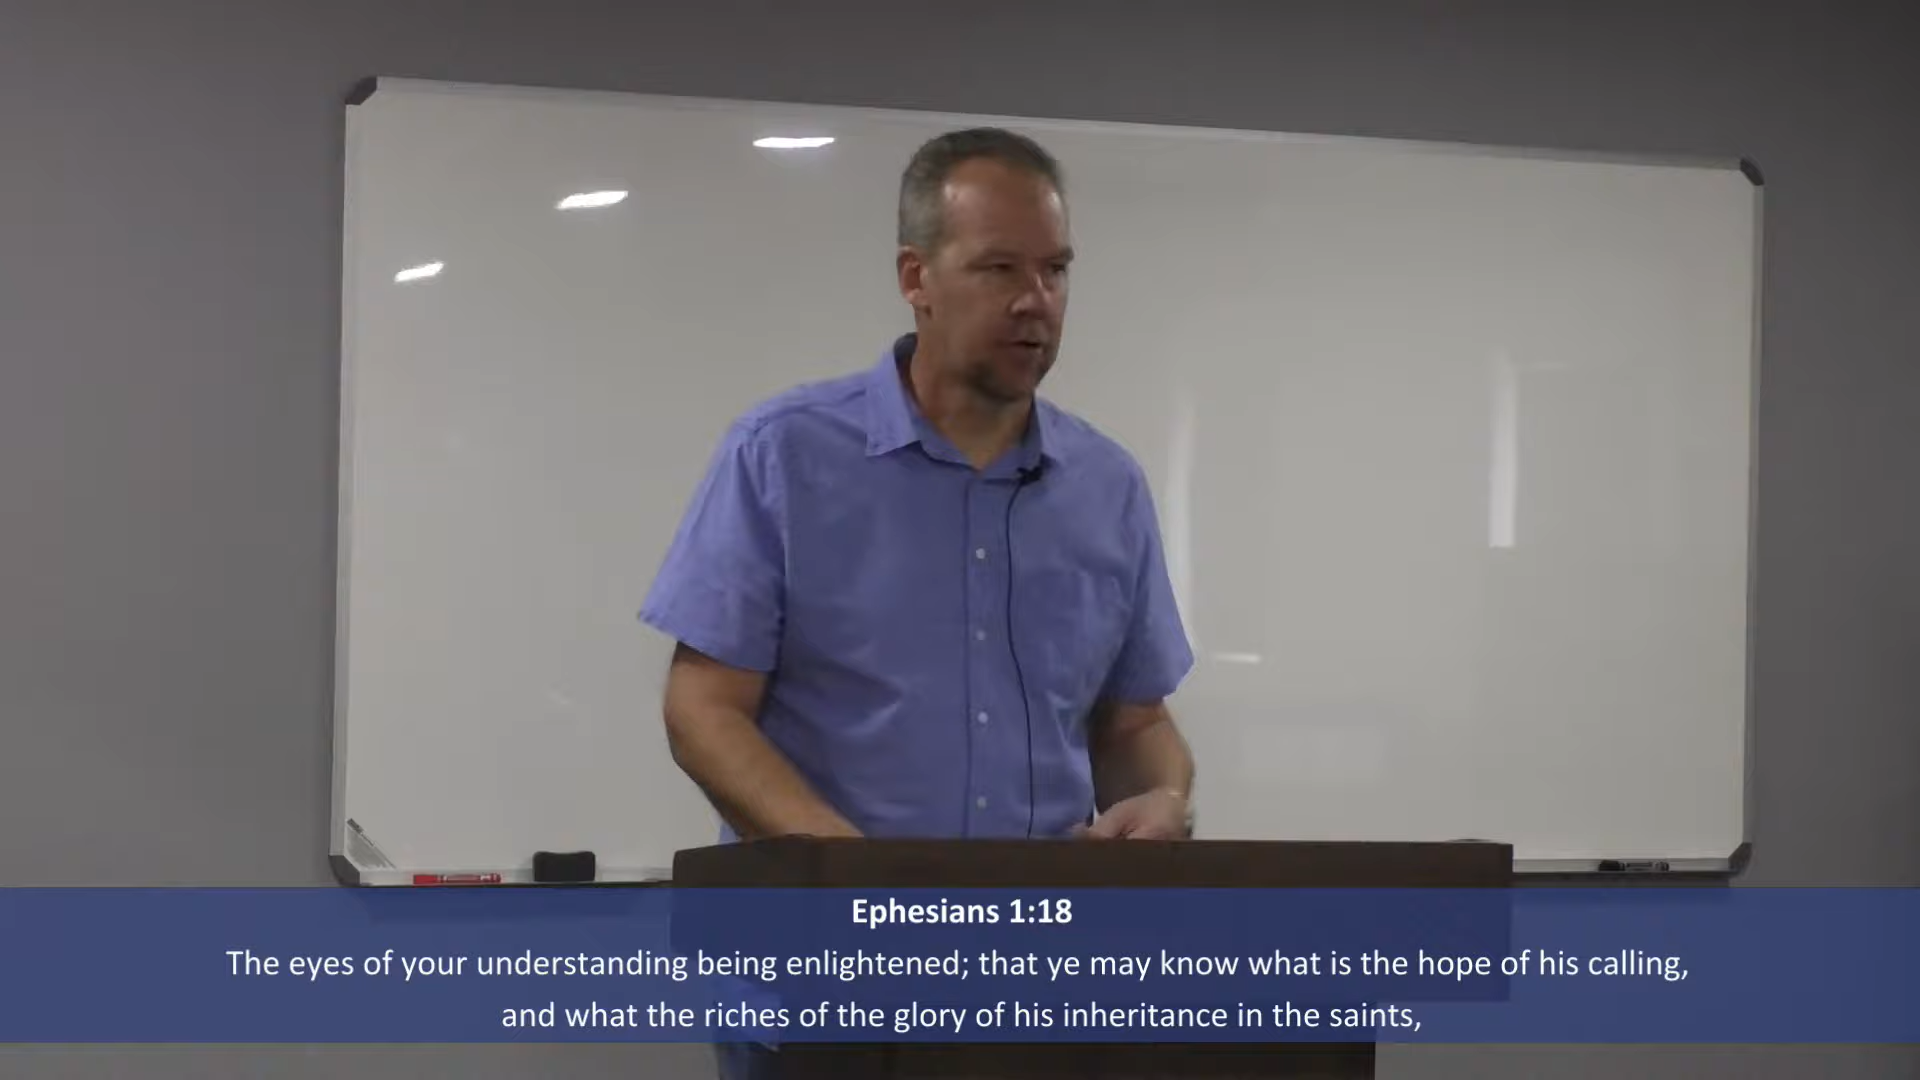 Ephesians 1:18
The eyes of your understanding being enlightened; that ye may know what is the hope of his calling,
and what the riches of the glory of his inheritance in the saints,